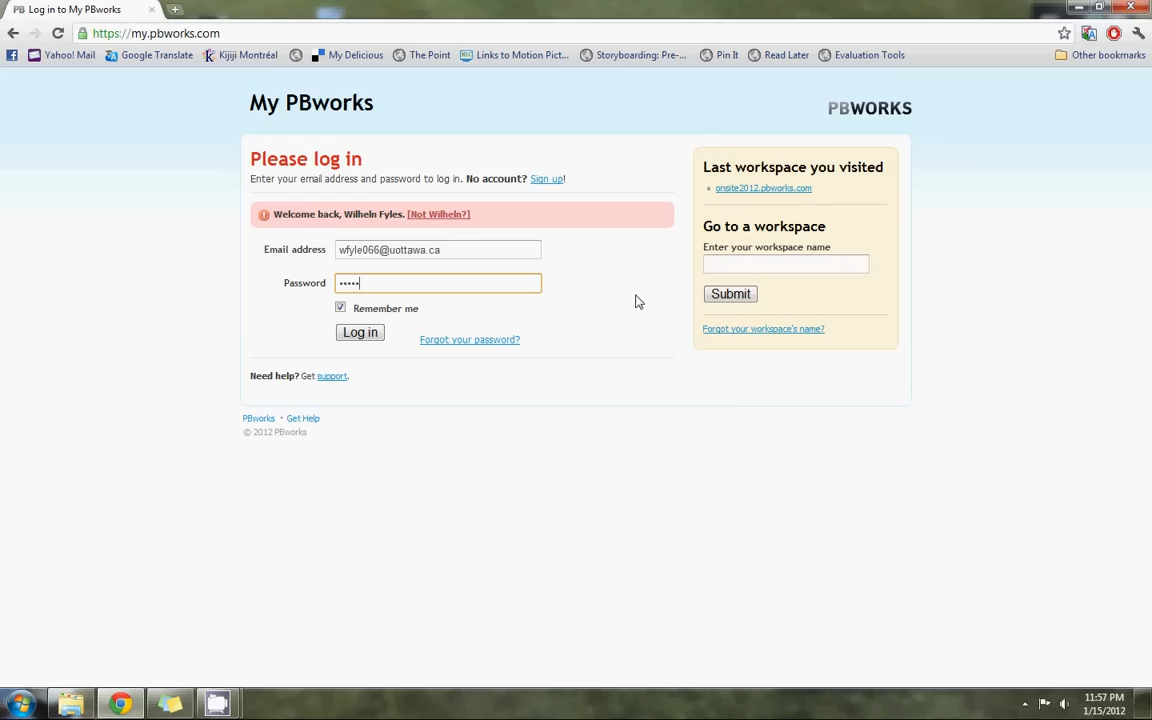 PB Log in to My PBworks
https://my.pbworks.com
Yahoo! Mail Google Translate Kijiji Montréal My Delicious The Point Links to Motion Pict... Storyboarding: Pre-... Pin It Read Later Evaluation Tools Other bookmarks
My PBworks
PBWORKS
Please log in
Enter your email address and password to log in. No account? Sign up!
Welcome back, Wilheln Fyles. [Not Wilheln?]
Email address wfyle066@uottawa.ca
Password •••••
Remember me
Log in Forgot your password?
Need help? Get support.
Last workspace you visited
onsite2012.pbworks.com
Go to a workspace
Enter your workspace name
Submit
Forgot your workspace's name?
PBworks · Get Help
© 2012 PBworks
11:57 PM
1/15/2012